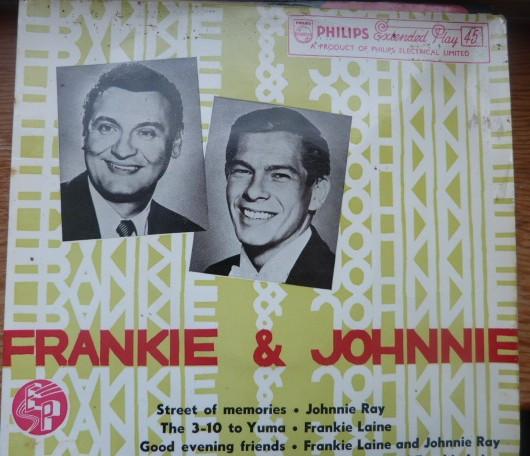 PHILIPS Extended Play 45
A PRODUCT OF PHILIPS ELECTRICAL LIMITED
FRANKIE & JOHNNIE
EP
Street of memories • Johnnie Ray
The 3-10 to Yuma • Frankie Laine
Good evening friends • Frankie Laine and Johnnie Ray